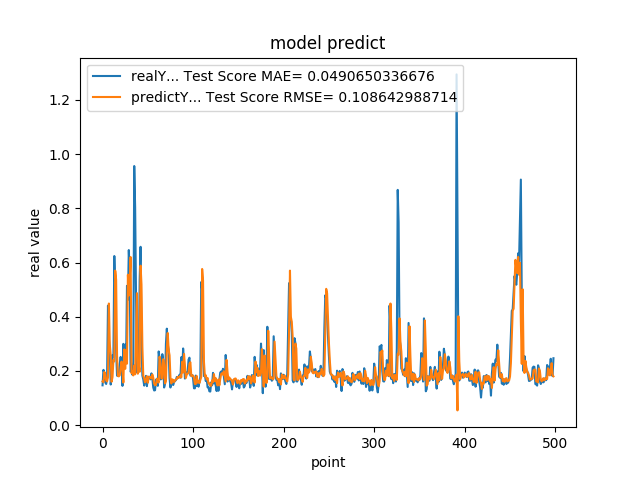 model predict
realY... Test Score MAE= 0.0490650336676
predictY... Test Score RMSE= 0.108642988714
1.2
1.0
0.8
0.6
0.4
0.2
0.0
real value
0 100 200 300 400 500
point